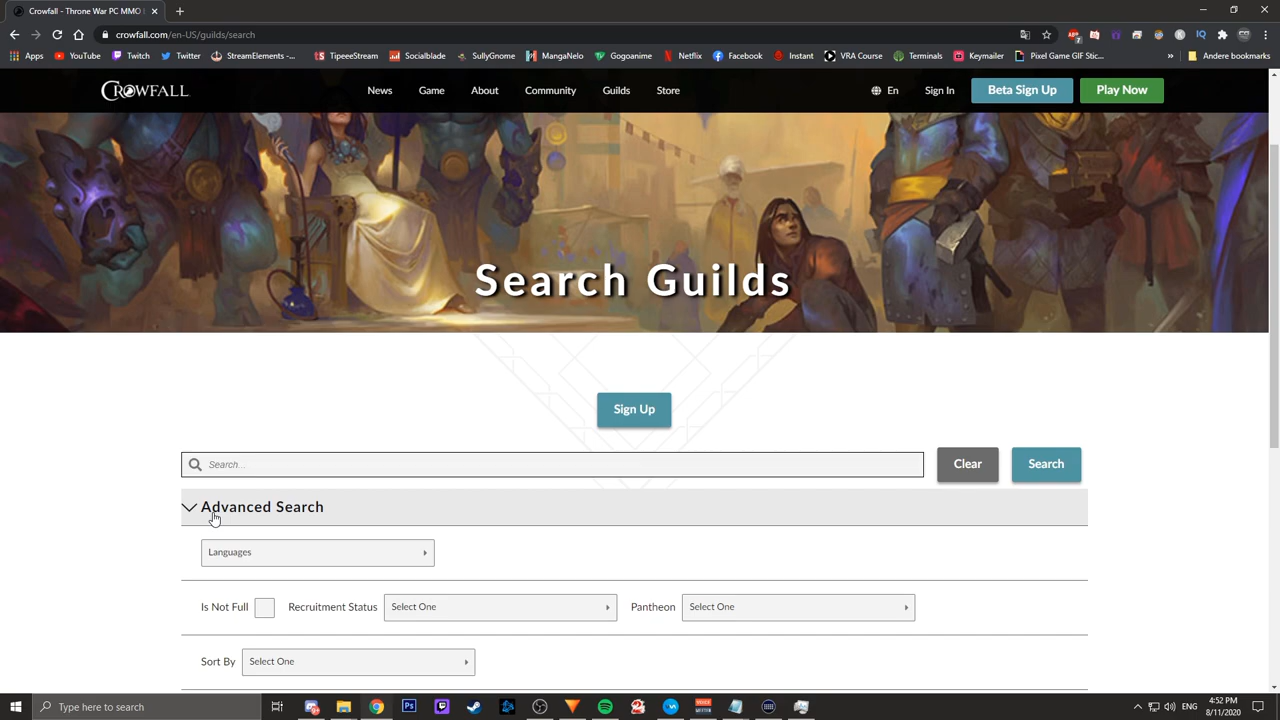 Crowfall - Throne War PC MMO
crowfall.com/en-US/guilds/search
Apps YouTube Twitch Twitter StreamElements -... TipeeStream Socialblade SullyGnome MangaNelo Gogoanime Netflix Facebook Instant VRA Course Terminals Keymailer Pixel Game GIF Stic... » Andere bookmarks
CROWFALL News Game About Community Guilds Store En Sign In Beta Sign Up Play Now
Search Guilds
Sign Up
Search... Clear Search
Advanced Search
Languages
Is Not Full Recruitment Status Select One Pantheon Select One
Sort By Select One
Type here to search ENG 4:52 PM
8/11/2020